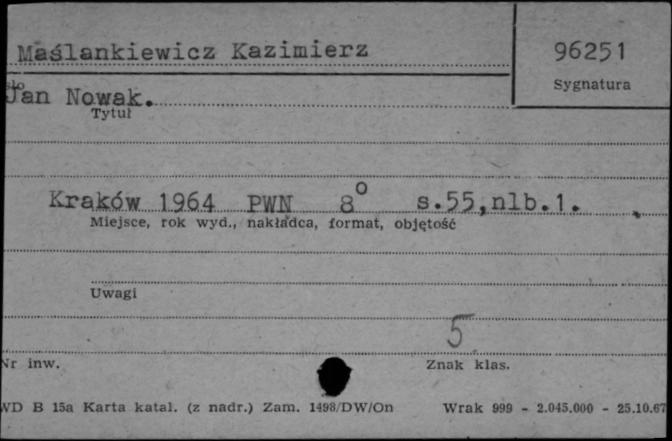 Maślankiewicz Kazimierz
96251
Sygnatura
Jan Nowak.
Tytuł
Kraków 1964 PWN 8° s.55,nlb.1.
Miejsce, rok wyd., nakładca, format, objętość
Uwagi
5
Nr inw.
Znak klas.
WD B 15a Karta katal. (z nadr.) Zam. 1498/DW/On Wrak 999 - 2.045.000 - 25.10.67